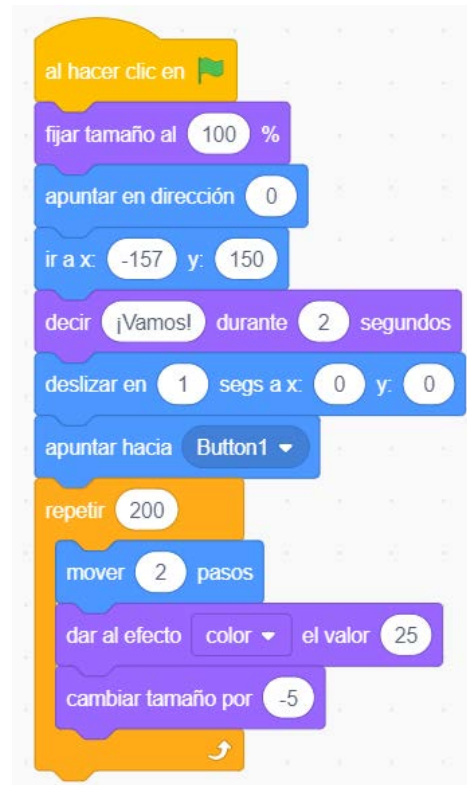 al hacer clic en
fijar tamaño al 100 %
apuntar en dirección 0
ir a x: -157 y: 150
decir ¡Vamos! durante 2 segundos
deslizar en 1 segs a x: 0 y: 0
apuntar hacia Button1
repetir 200
mover 2 pasos
dar al efecto color el valor 25
cambiar tamaño por -5